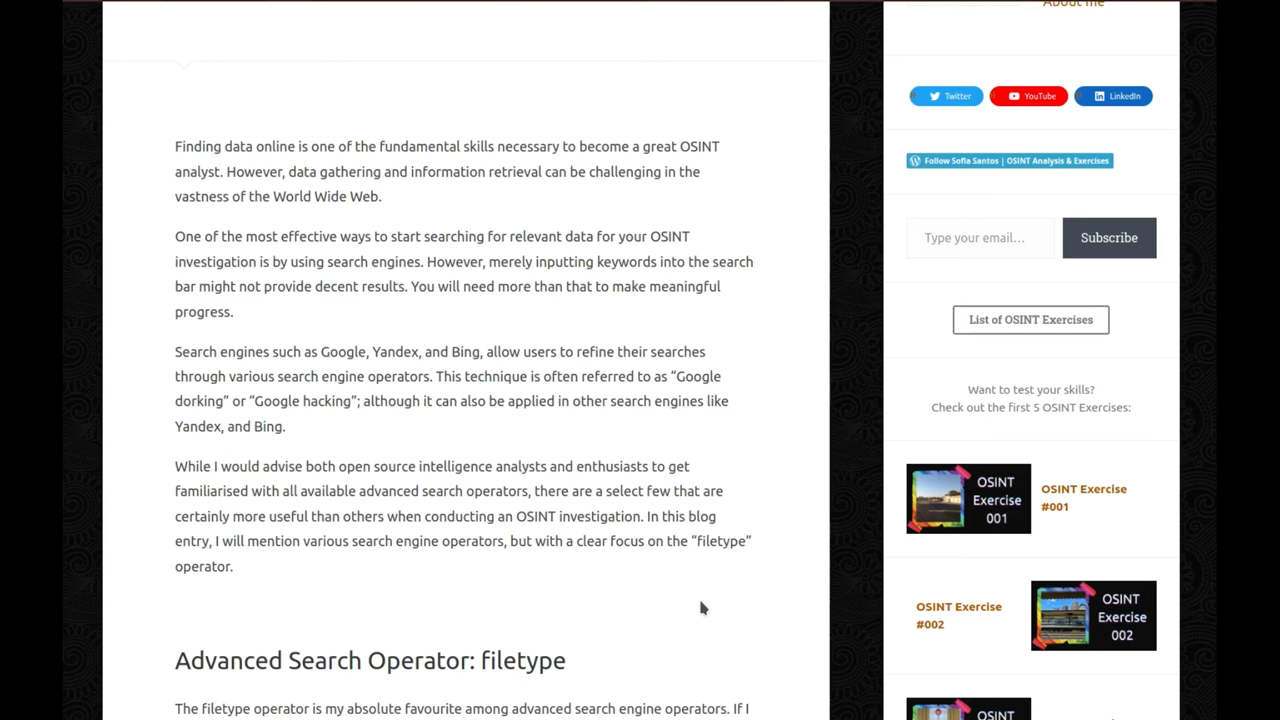 About me
Finding data online is one of the fundamental skills necessary to become a great OSINT
analyst. However, data gathering and information retrieval can be challenging in the
vastness of the World Wide Web.
One of the most effective ways to start searching for relevant data for your OSINT
investigation is by using search engines. However, merely inputting keywords into the search
bar might not provide decent results. You will need more than that to make meaningful
progress.
Search engines such as Google, Yandex, and Bing, allow users to refine their searches
through various search engine operators. This technique is often referred to as “Google
dorking” or “Google hacking”; although it can also be applied in other search engines like
Yandex, and Bing.
While I would advise both open source intelligence analysts and enthusiasts to get
familiarised with all available advanced search operators, there are a select few that are
certainly more useful than others when conducting an OSINT investigation. In this blog
entry, I will mention various search engine operators, but with a clear focus on the “filetype”
operator.
Advanced Search Operator: filetype
The filetype operator is my absolute favourite among advanced search engine operators. If I
Twitter
YouTube
LinkedIn
Follow Sofia Santos | OSINT Analysis & Exercises
Type your email…
Subscribe
List of OSINT Exercises
Want to test your skills?
Check out the first 5 OSINT Exercises:
OSINT
Exercise
001
OSINT Exercise
#001
OSINT Exercise
#002
OSINT
Exercise
002
OSINT